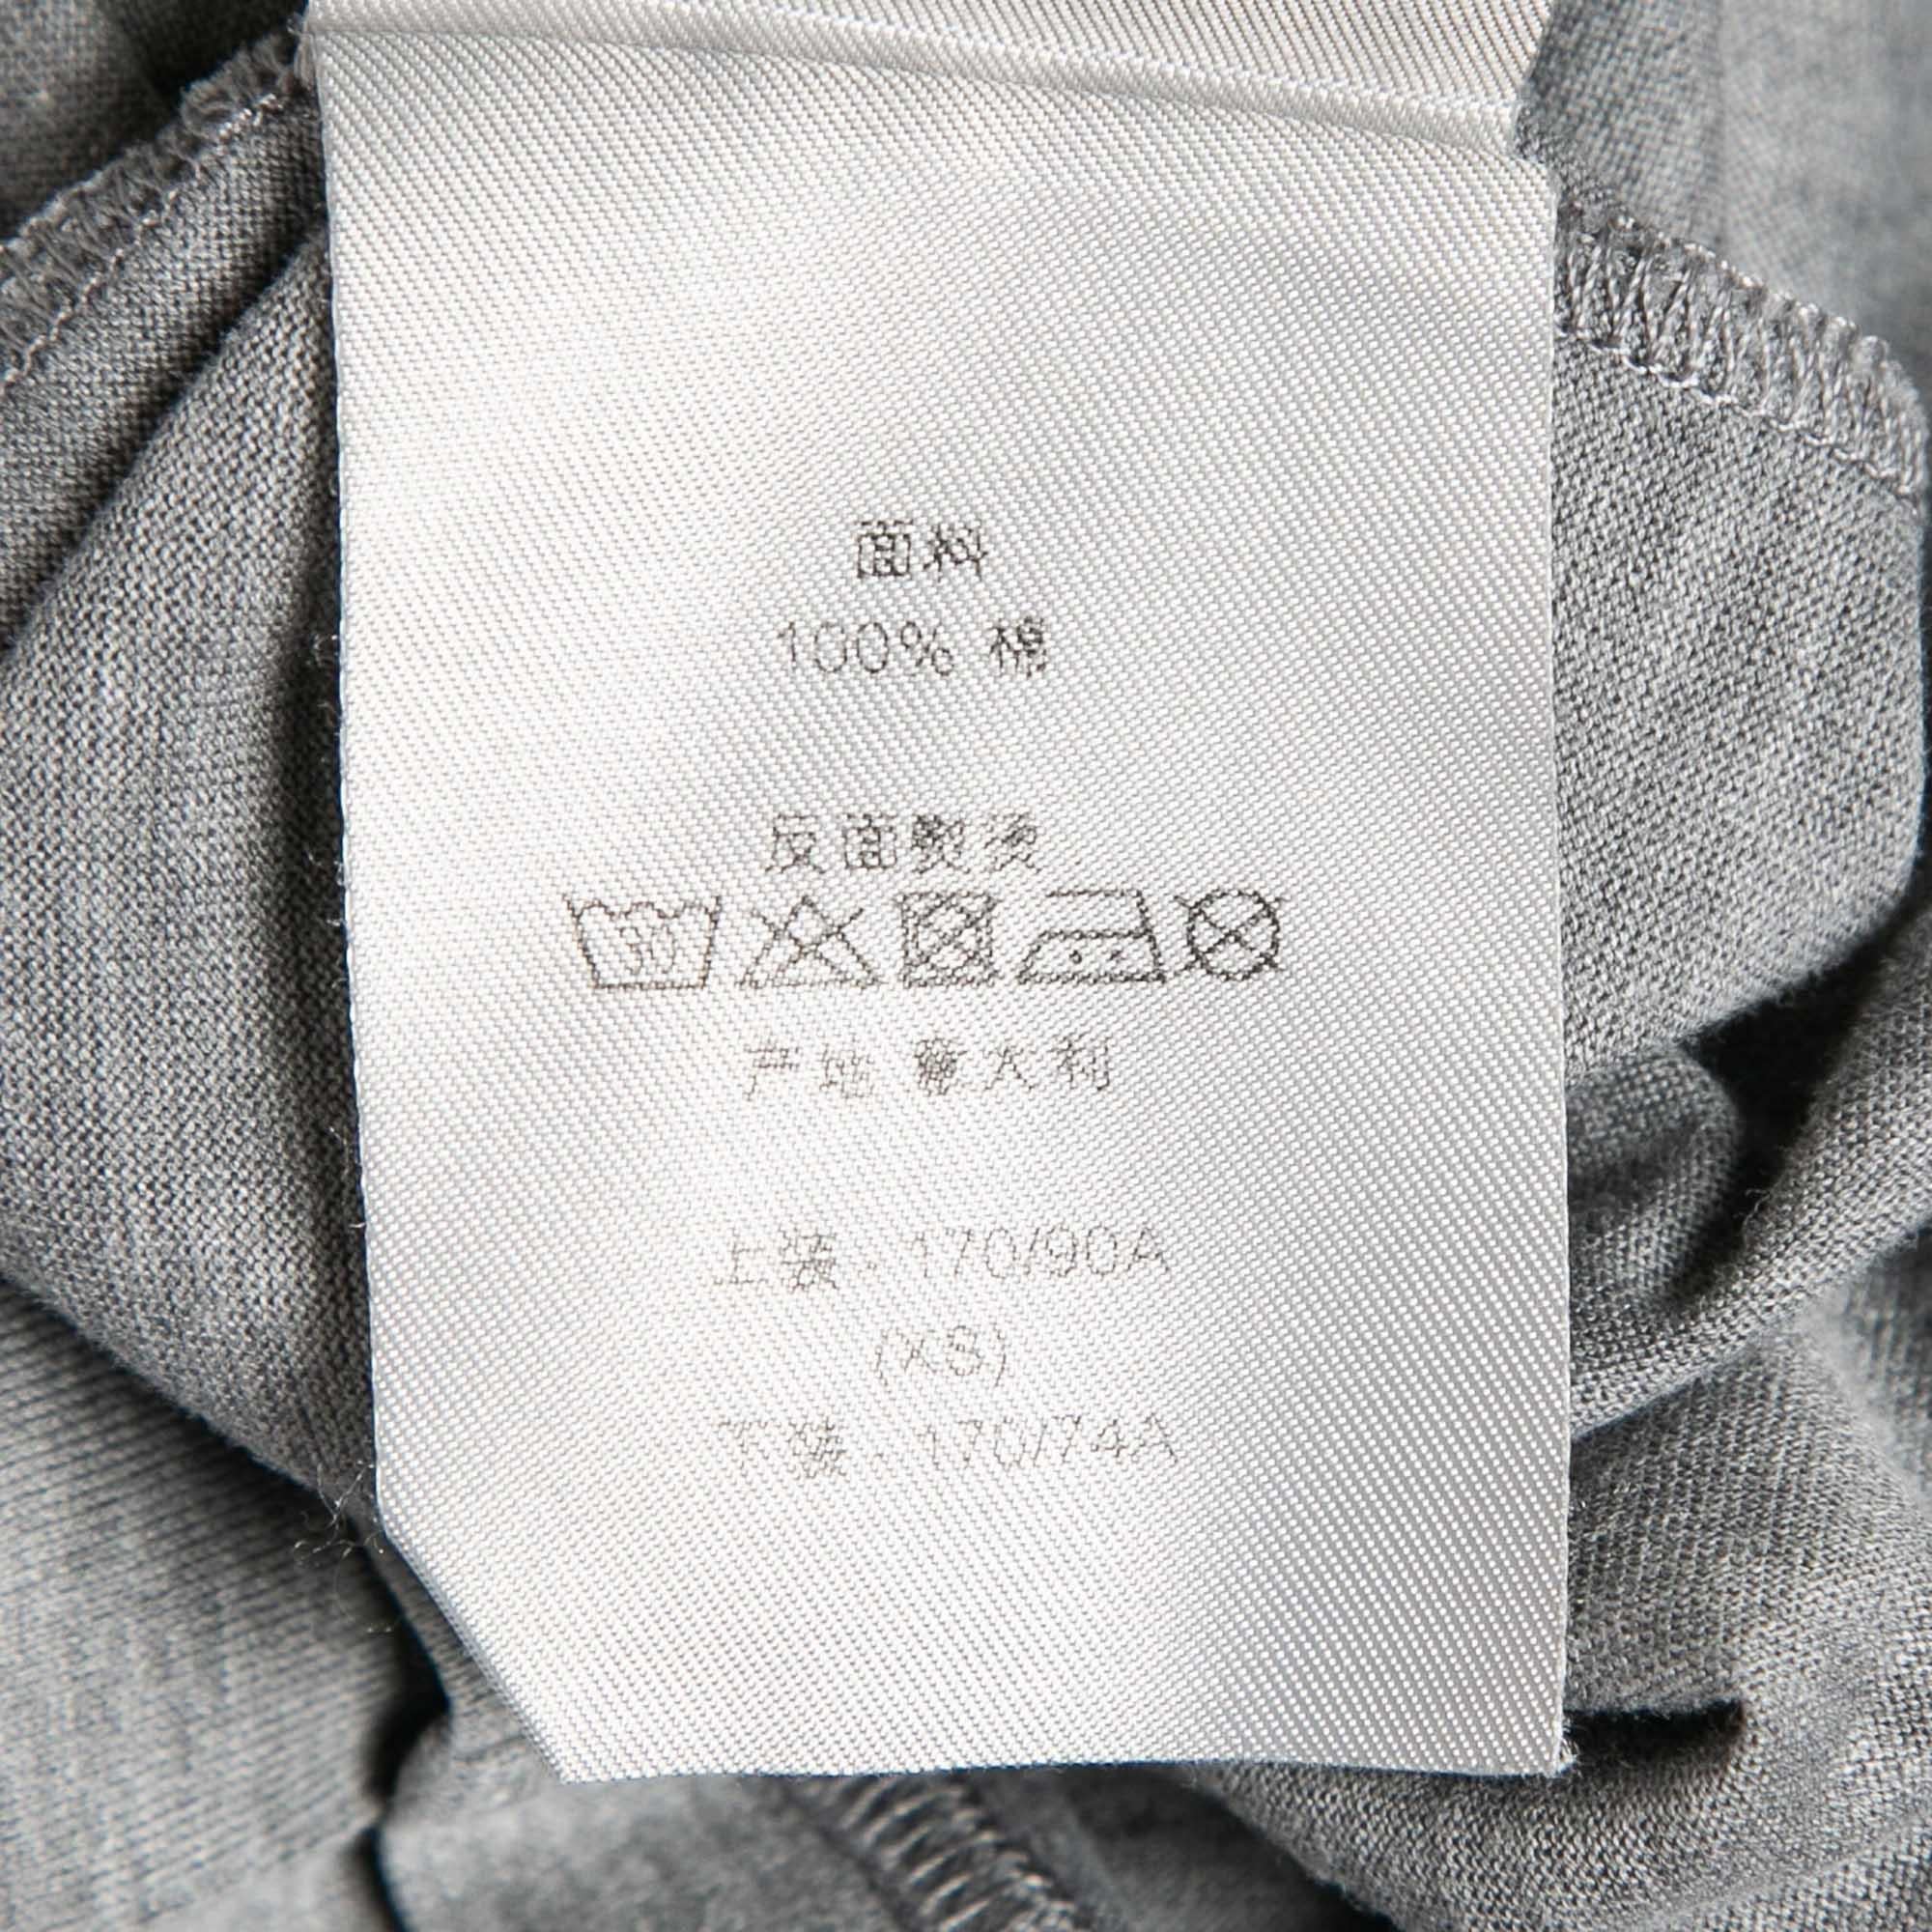 面料
100% 棉
反面熨烫
30
产地 意大利
上装 - 170/90A
(XS)
下装 - 170/74A